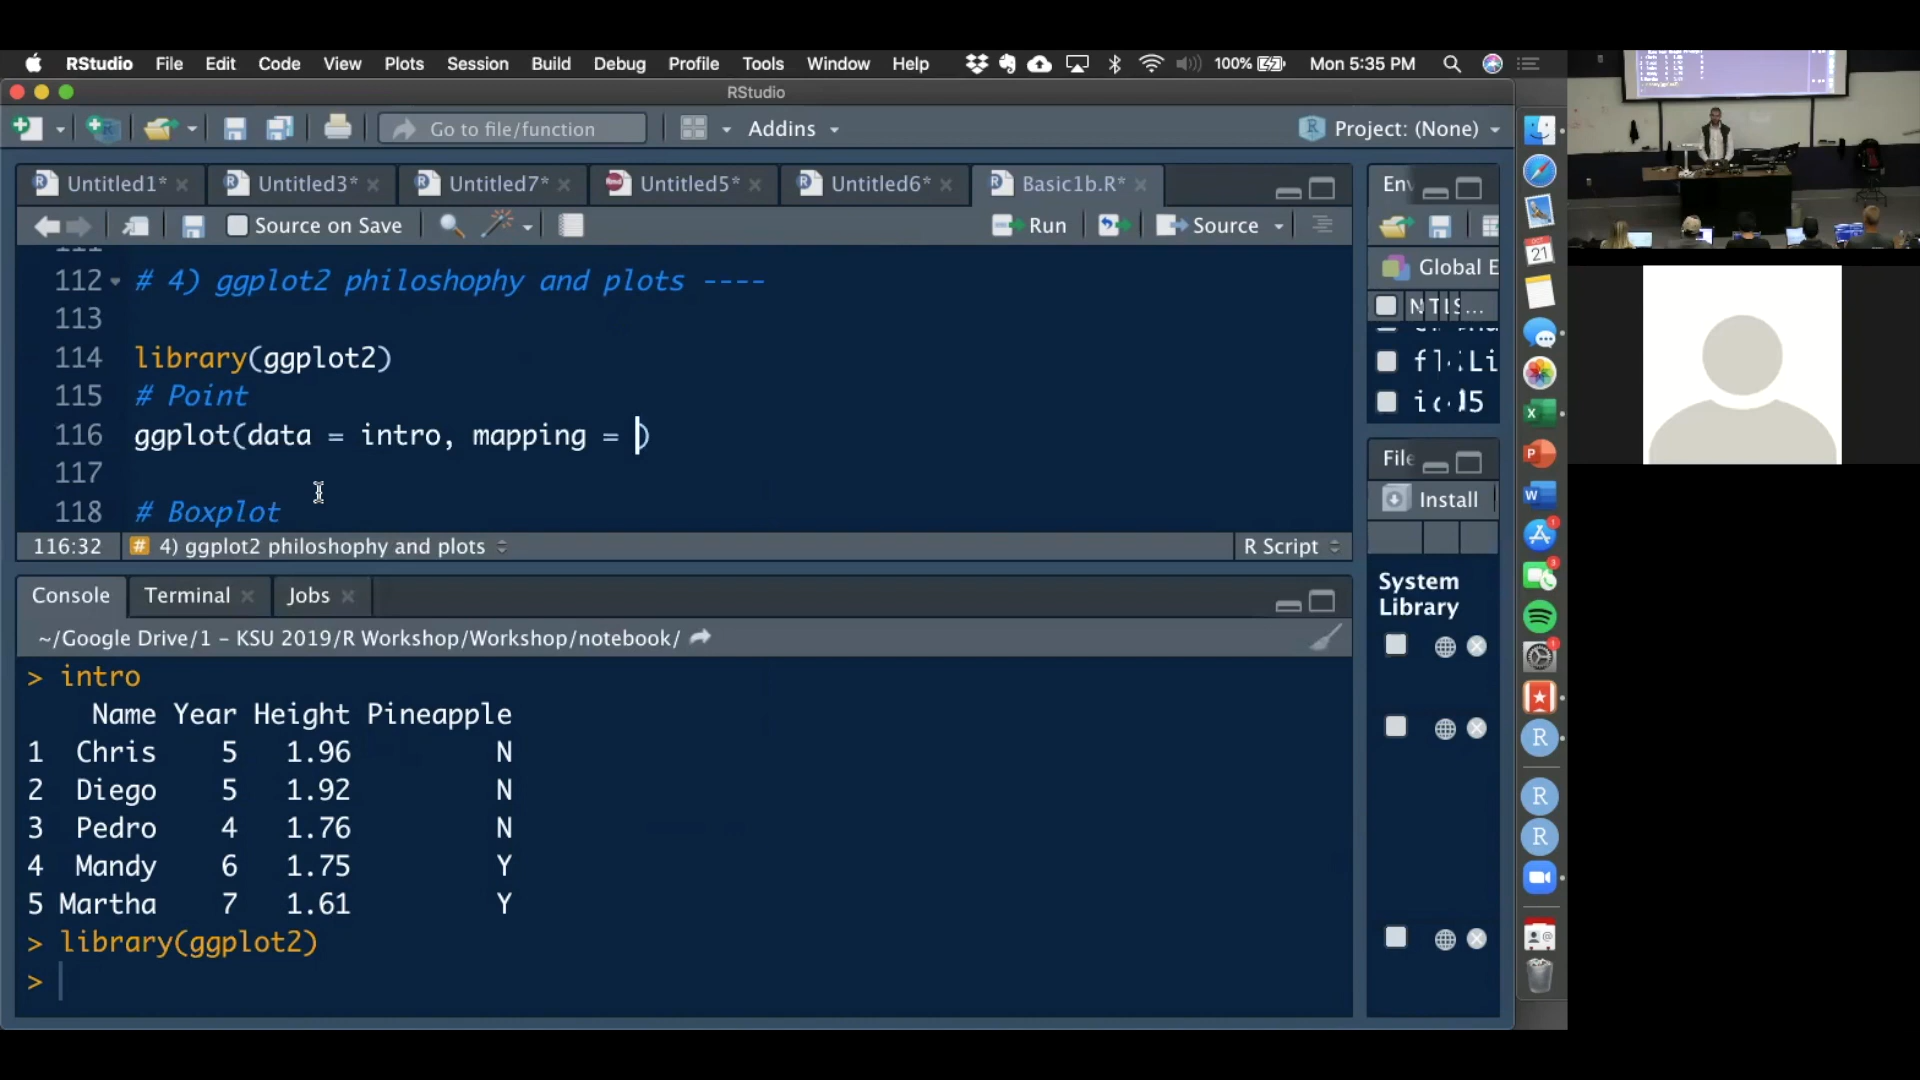 RStudio File Edit Code View Plots Session Build Debug Profile Tools Window Help 100% Mon 5:35 PM
RStudio
Go to file/function Addins Project: (None)
Untitled1* Untitled3* Untitled7* Untitled5* Untitled6* Basic1b.R*
Source on Save Run Source
111
112 # 4) ggplot2 philoshophy and plots ----
113
114 library(ggplot2)
115 # Point
116 ggplot(data = intro, mapping = )
117
118 # Boxplot
116:32 # 4) ggplot2 philoshophy and plots R Script
Env
Global E
File
Install
System
Library
Console Terminal Jobs
~/Google Drive/1 - KSU 2019/R Workshop/Workshop/notebook/
> intro
Name Year Height Pineapple
1 Chris 5 1.96 N
2 Diego 5 1.92 N
3 Pedro 4 1.76 N
4 Mandy 6 1.75 Y
5 Martha 7 1.61 Y
> library(ggplot2)
>
OCT
21